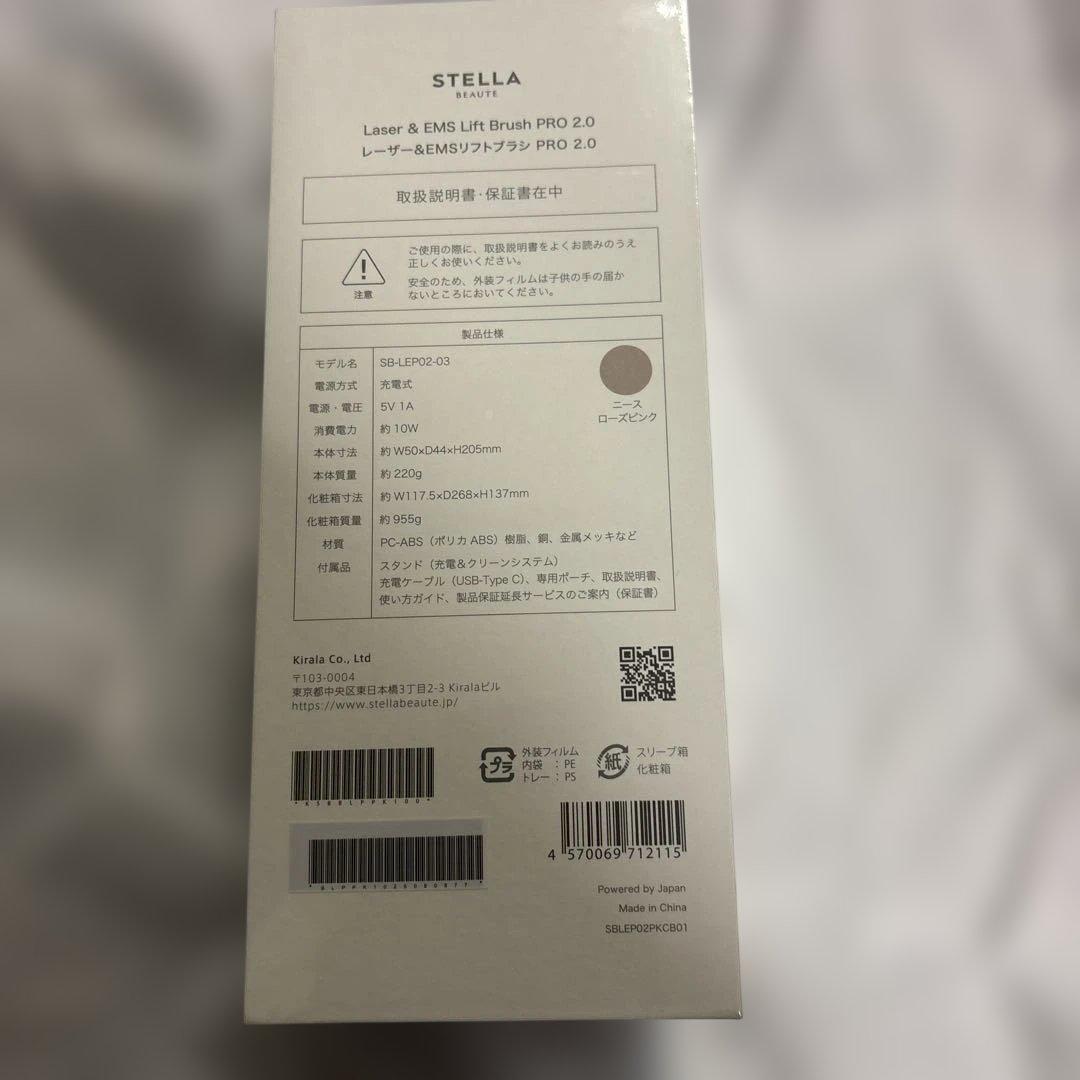 STELLA
BEAUTE
Laser & EMS Lift Brush PRO 2.0
レーザー&EMSリフトブラシ PRO 2.0
取扱説明書・保証書在中
注意
ご使用の際に、取扱説明書をよくお読みのうえ
正しくお使いください。
安全のため、外装フィルムは子供の手の届か
ないところにおいてください。
製品仕様
モデル名 SB-LEP02-03
電源方式 充電式
電源・電圧 5V 1A
消費電力 約 10W
本体寸法 約 W50×D44×H205mm
本体質量 約 220g
化粧箱寸法 約 W117.5×D268×H137mm
化粧箱質量 約 955g
材質 PC-ABS（ポリカ ABS）樹脂、銅、金属メッキなど
付属品 スタンド（充電＆クリーンシステム）
充電ケーブル（USB-Type C）、専用ポーチ、取扱説明書、
使い方ガイド、製品保証延長サービスのご案内（保証書）
ニース
ローズピンク
Kirala Co., Ltd
〒103-0004
東京都中央区東日本橋3丁目2-3 Kiralaビル
https://www.stellabeaute.jp/
プラ
外装フィルム
内袋 : PE
トレー : PS
紙
スリーブ箱
化粧箱
4 570069 712115
Powered by Japan
Made in China
SBLEP02PKCB01